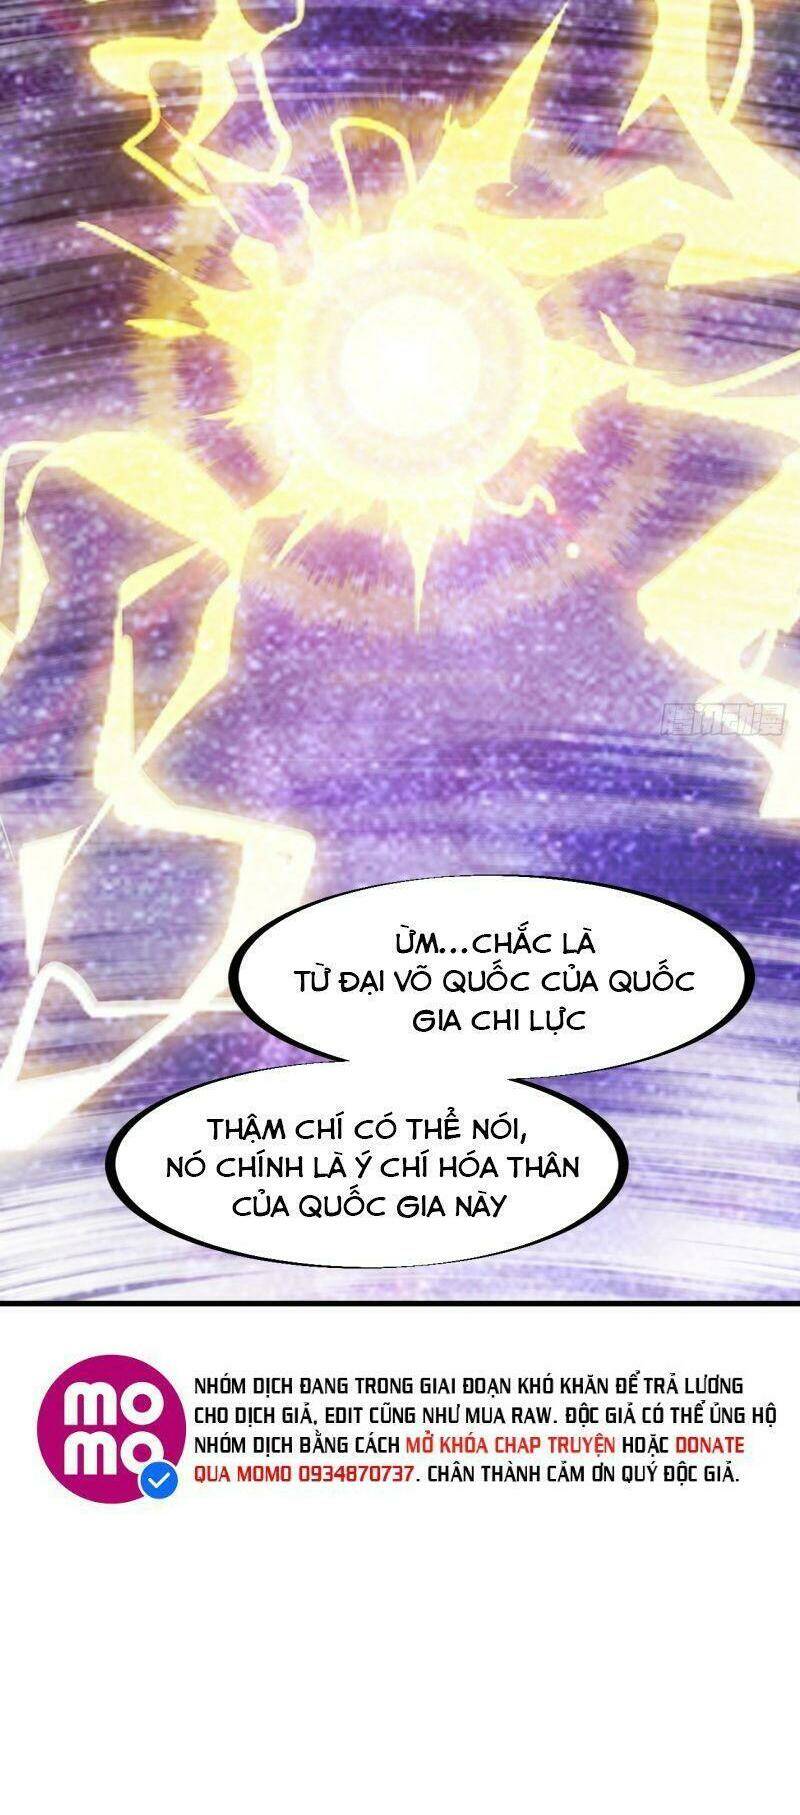 ỪM...CHẮC LÀ
TỪ ĐẠI VÕ QUỐC CỦA QUỐC
GIA CHI LỰC
THẬM CHÍ CÓ THỂ NÓI,
NÓ CHÍNH LÀ Ý CHÍ HÓA THÂN
CỦA QUỐC GIA NÀY
mo
mo
NHÓM DỊCH ĐANG TRONG GIAI ĐOẠN KHÓ KHĂN ĐỂ TRẢ LƯƠNG
CHO DỊCH GIẢ, EDIT CŨNG NHƯ MUA RAW. ĐỘC GIẢ CÓ THỂ ỦNG HỘ
NHÓM DỊCH BẰNG CÁCH MỞ KHÓA CHAP TRUYỆN HOẶC DONATE
QUA MOMO 0934870737. CHÂN THÀNH CẢM ƠN QUÝ ĐỘC GIẢ.